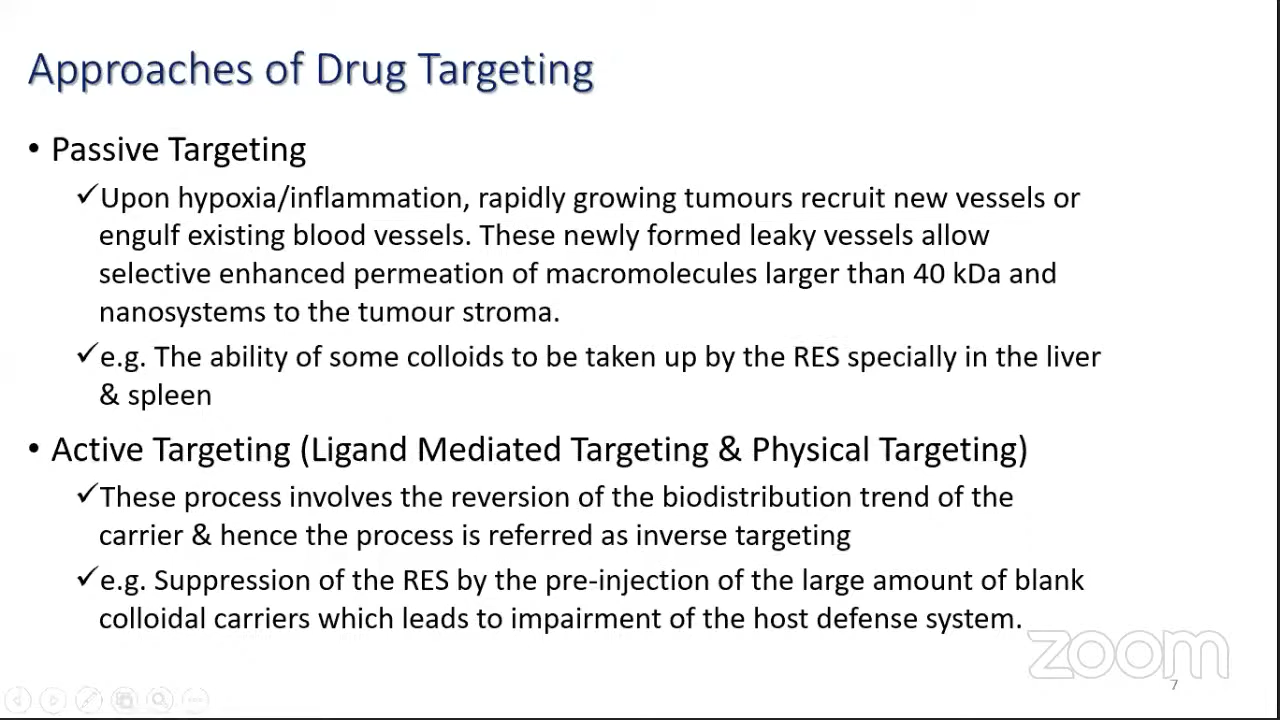 Approaches of Drug Targeting
• Passive Targeting
✓Upon hypoxia/inflammation, rapidly growing tumours recruit new vessels or
engulf existing blood vessels. These newly formed leaky vessels allow
selective enhanced permeation of macromolecules larger than 40 kDa and
nanosystems to the tumour stroma.
✓e.g. The ability of some colloids to be taken up by the RES specially in the liver
& spleen
• Active Targeting (Ligand Mediated Targeting & Physical Targeting)
✓These process involves the reversion of the biodistribution trend of the
carrier & hence the process is referred as inverse targeting
✓e.g. Suppression of the RES by the pre-injection of the large amount of blank
colloidal carriers which leads to impairment of the host defense system.
zoom
7